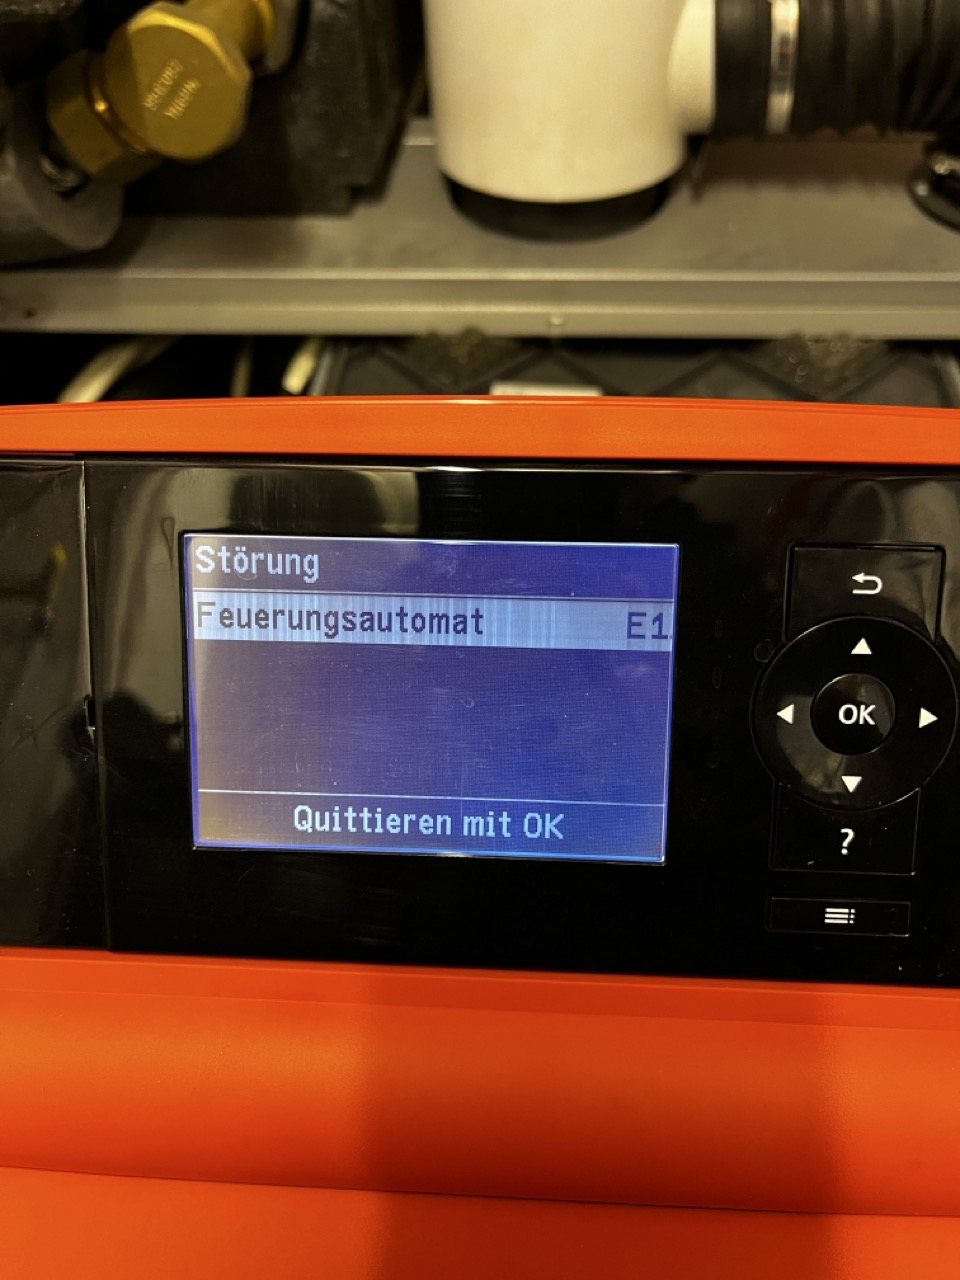 Störung
Feuerungsautomat E1
Quittieren mit OK
OK
?